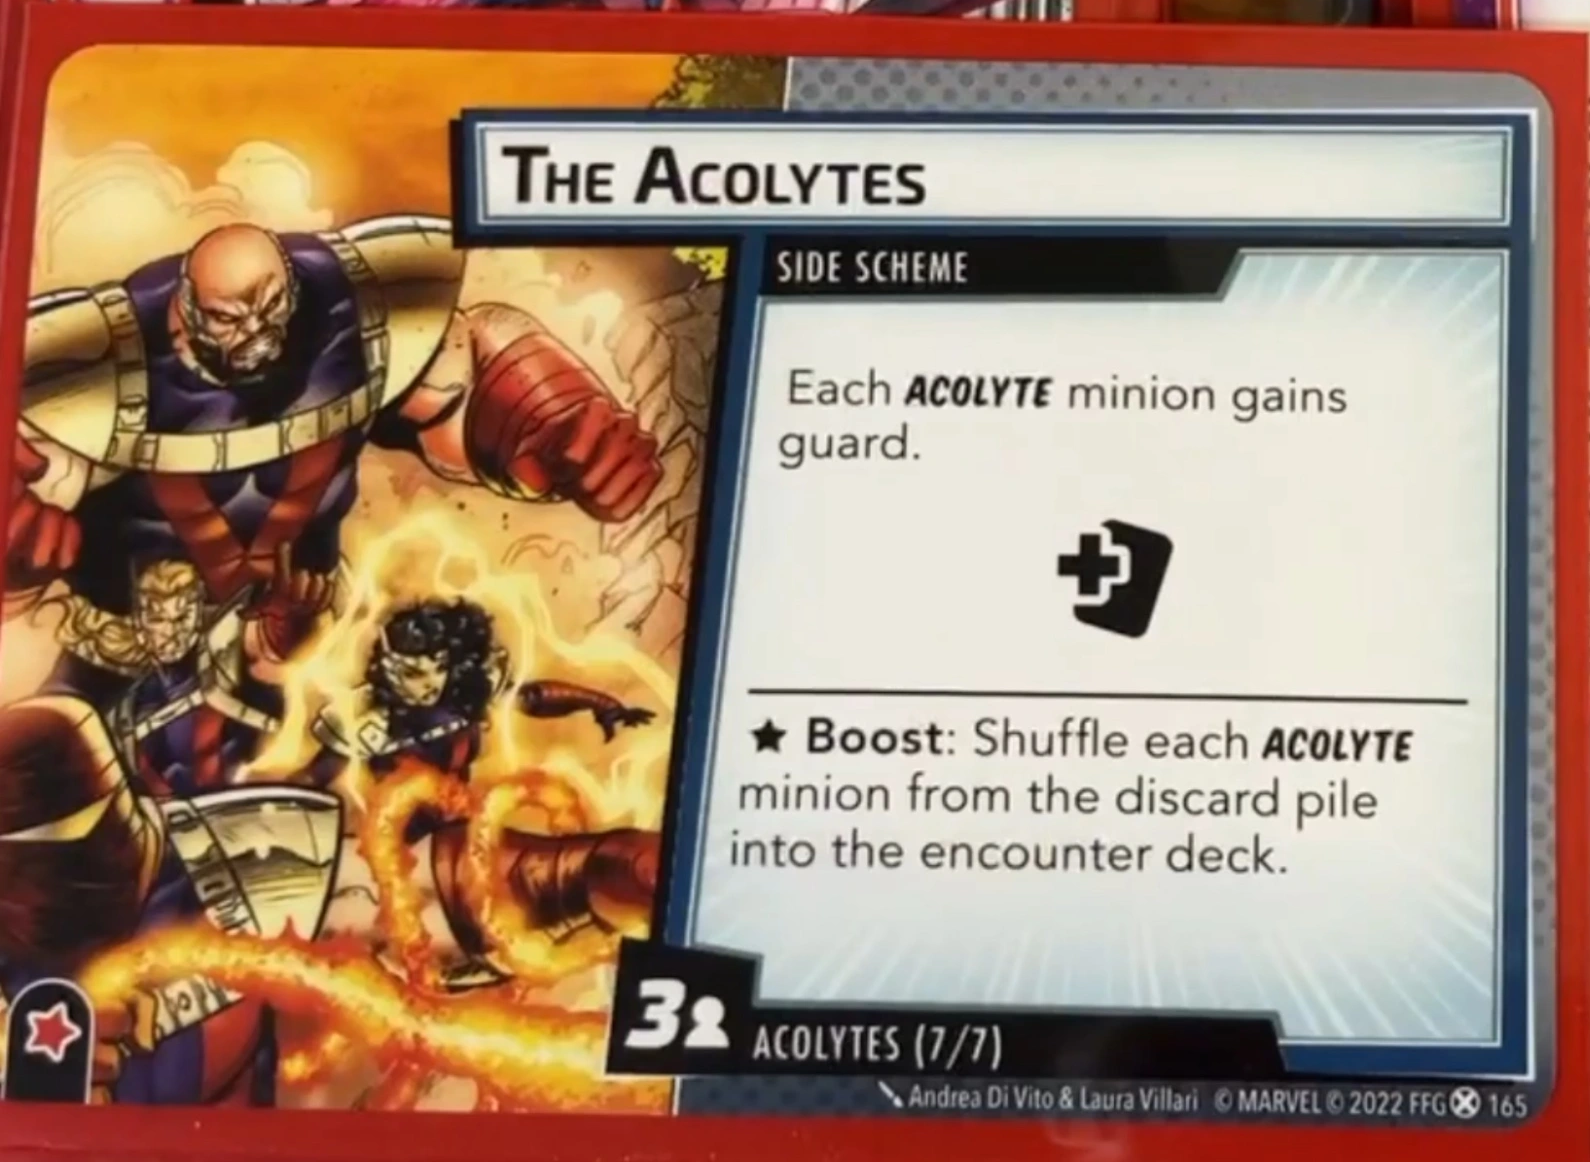 THE ACOLYTES
SIDE SCHEME
Each ACOLYTE minion gains
guard.
★ Boost: Shuffle each ACOLYTE
minion from the discard pile
into the encounter deck.
3
ACOLYTES (7/7)
Andrea Di Vito & Laura Villari © MARVEL © 2022 FFG 165